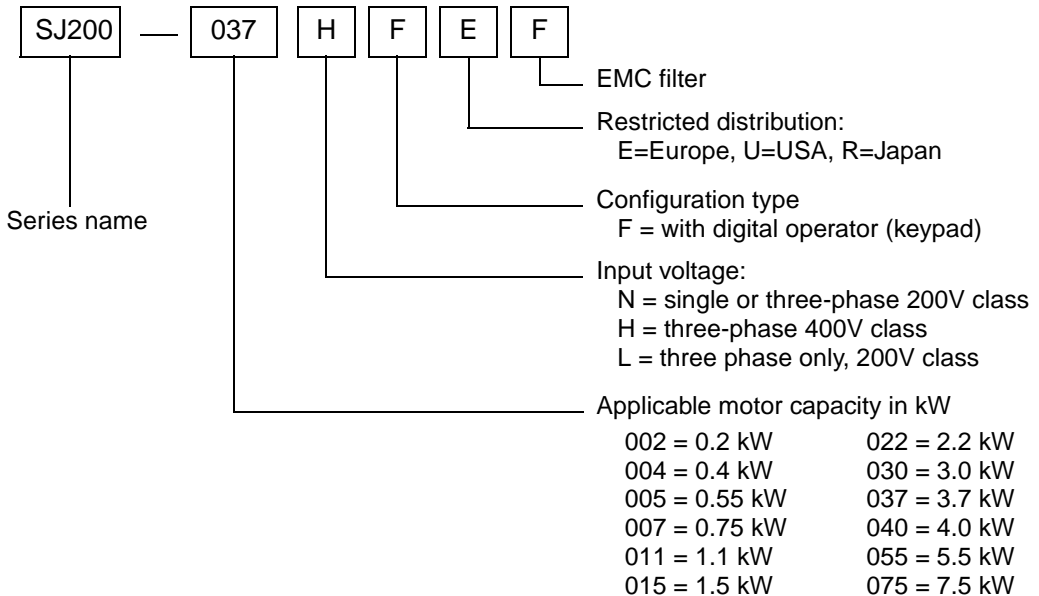 SJ200 — 037 H F E F
EMC filter
Restricted distribution:
E=Europe, U=USA, R=Japan
Series name
Configuration type
F = with digital operator (keypad)
Input voltage:
N = single or three-phase 200V class
H = three-phase 400V class
L = three phase only, 200V class
Applicable motor capacity in kW
002 = 0.2 kW 022 = 2.2 kW
004 = 0.4 kW 030 = 3.0 kW
005 = 0.55 kW 037 = 3.7 kW
007 = 0.75 kW 040 = 4.0 kW
011 = 1.1 kW 055 = 5.5 kW
015 = 1.5 kW 075 = 7.5 kW